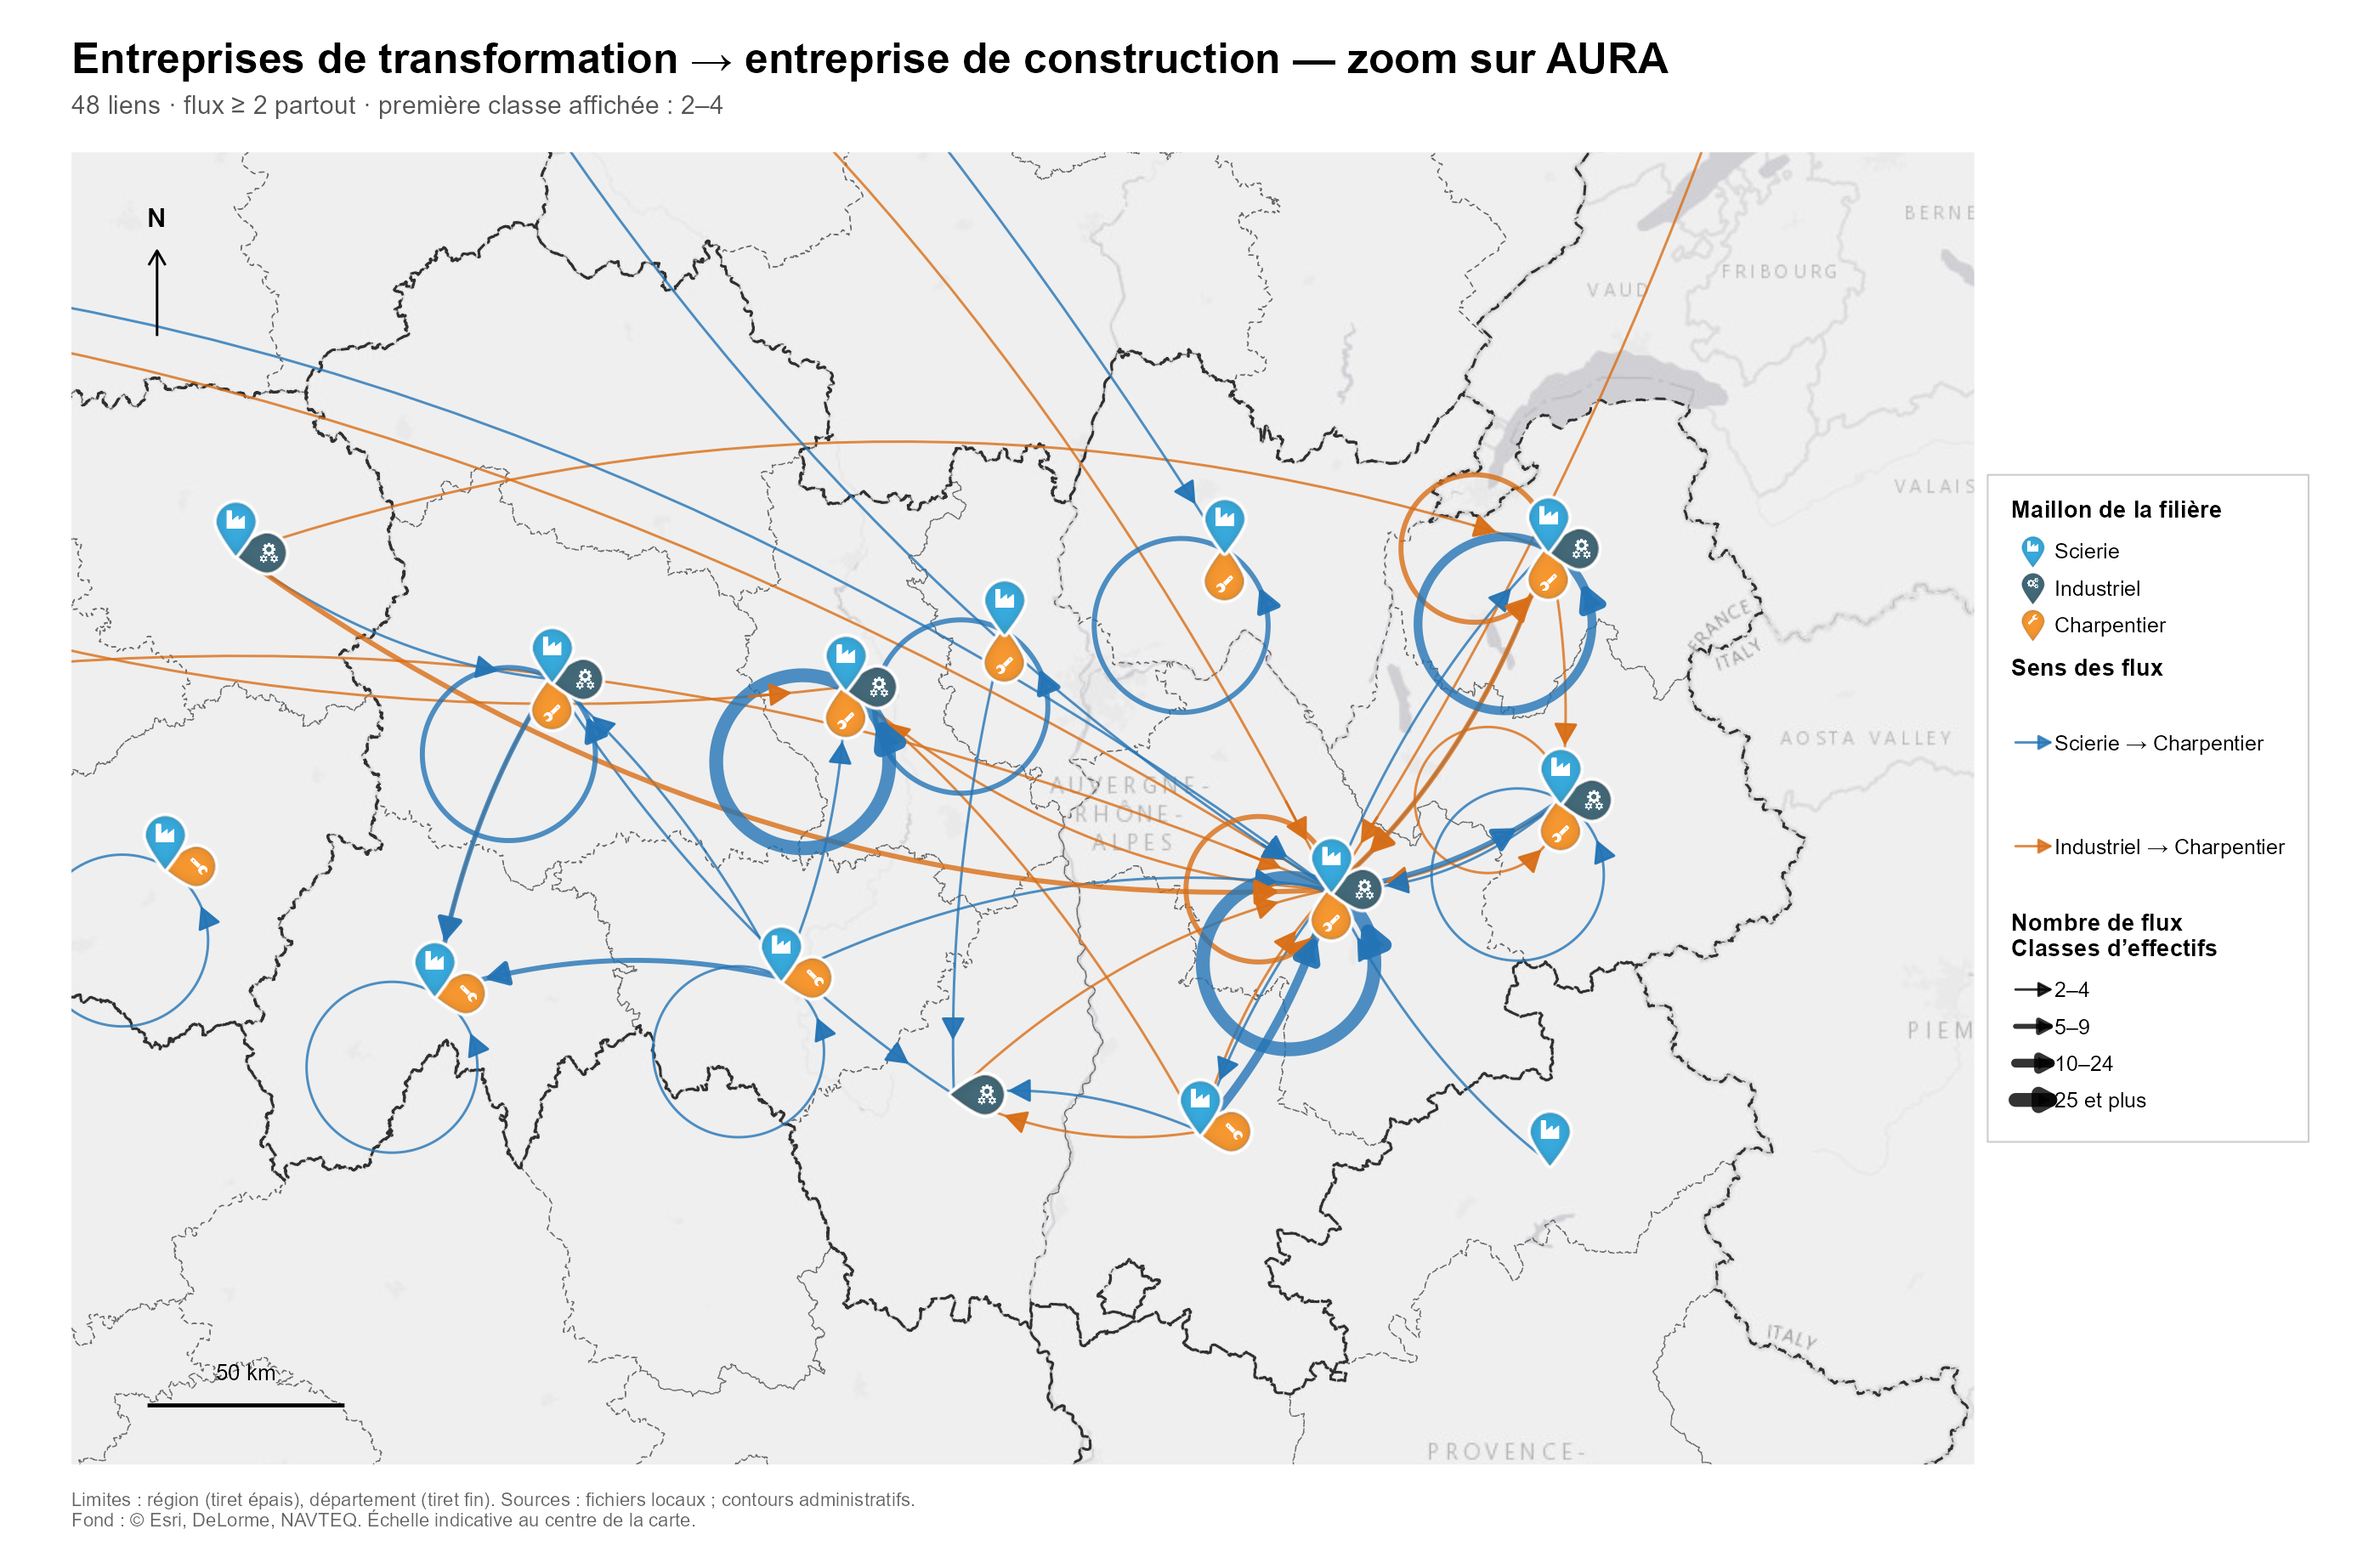 Entreprises de transformation → entreprise de construction — zoom sur AURA
48 liens · flux ≥ 2 partout · première classe affichée : 2–4
N
BERNE
FRIBOURG
VAUD
VALAIS
FRANCE
ITALY
AOSTA VALLEY
AUVERGNE-
RHÔNE-
ALPES
PIEM
ITALY
PROVENCE-
50 km
Maillon de la filière
Scierie
Industriel
Charpentier
Sens des flux
Scierie → Charpentier
Industriel → Charpentier
Nombre de flux
Classes d’effectifs
2–4
5–9
10–24
25 et plus
Limites : région (tiret épais), département (tiret fin). Sources : fichiers locaux ; contours administratifs.
Fond : © Esri, DeLorme, NAVTEQ. Échelle indicative au centre de la carte.